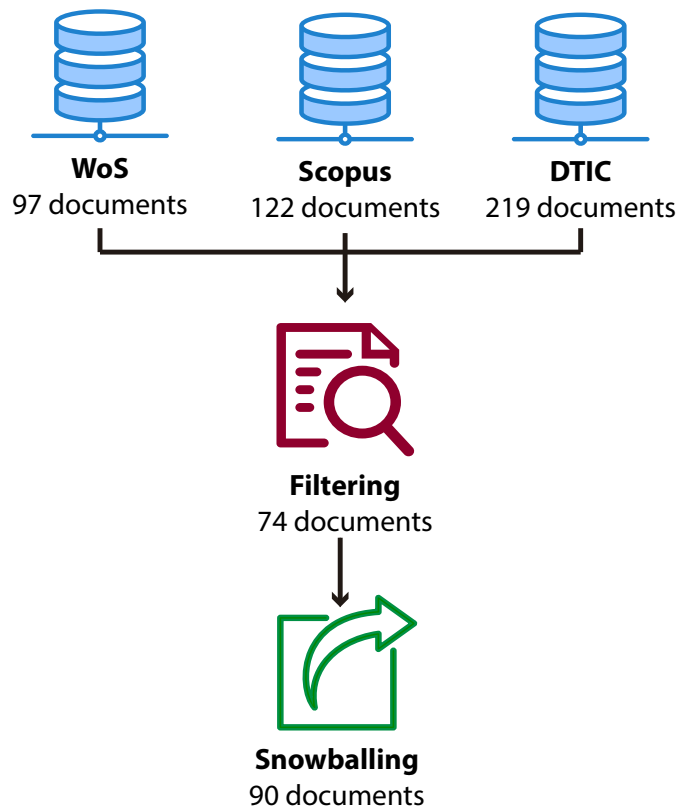 WoS
97 documents
Scopus
122 documents
DTIC
219 documents
Filtering
74 documents
Snowballing
90 documents